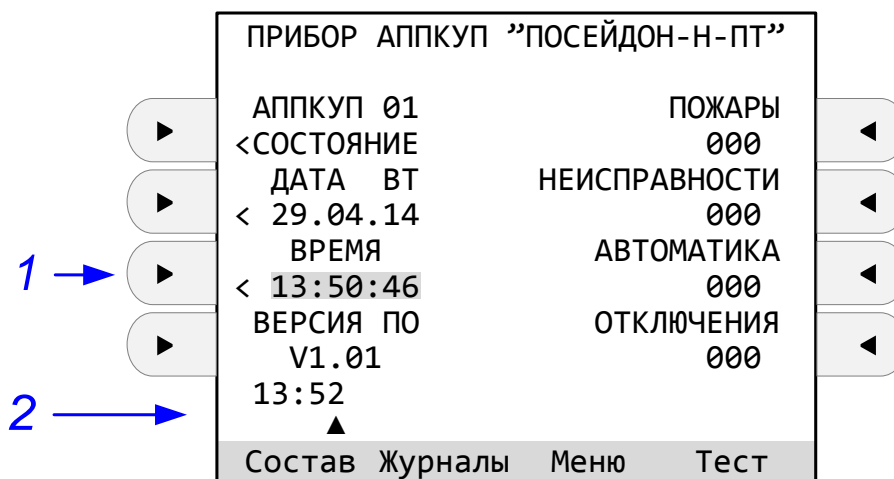 ПРИБОР АППКУП ”ПОСЕЙДОН-Н-ПТ”
АППКУП 01 ПОЖАРЫ
<СОСТОЯНИЕ 000
ДАТА ВТ НЕИСПРАВНОСТИ
< 29.04.14 000
1 ВРЕМЯ АВТОМАТИКА
< 13:50:46 000
ВЕРСИЯ ПО ОТКЛЮЧЕНИЯ
V1.01 000
2 13:52
Состав Журналы Меню Тест